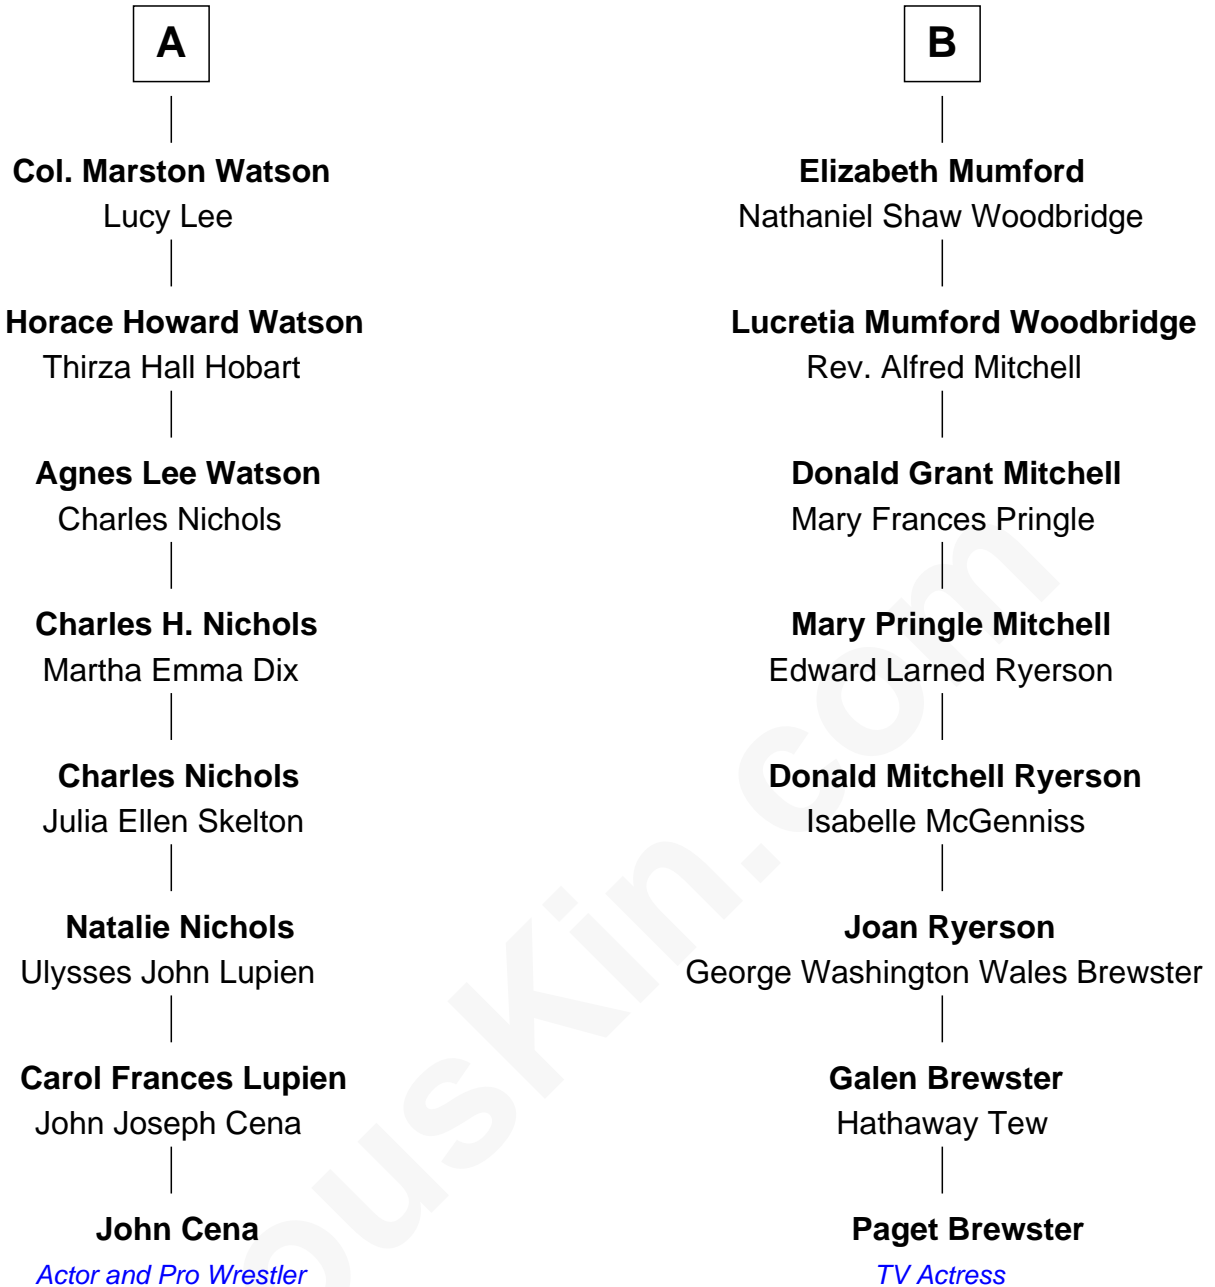 A
Col. Marston Watson
Lucy Lee
Horace Howard Watson
Thirza Hall Hobart
Agnes Lee Watson
Charles Nichols
Charles H. Nichols
Martha Emma Dix
Charles Nichols
Julia Ellen Skelton
Natalie Nichols
Ulysses John Lupien
Carol Frances Lupien
John Joseph Cena
John Cena
Actor and Pro Wrestler
B
Elizabeth Mumford
Nathaniel Shaw Woodbridge
Lucretia Mumford Woodbridge
Rev. Alfred Mitchell
Donald Grant Mitchell
Mary Frances Pringle
Mary Pringle Mitchell
Edward Larned Ryerson
Donald Mitchell Ryerson
Isabelle McGenniss
Joan Ryerson
George Washington Wales Brewster
Galen Brewster
Hathaway Tew
Paget Brewster
TV Actress
ousKin.com